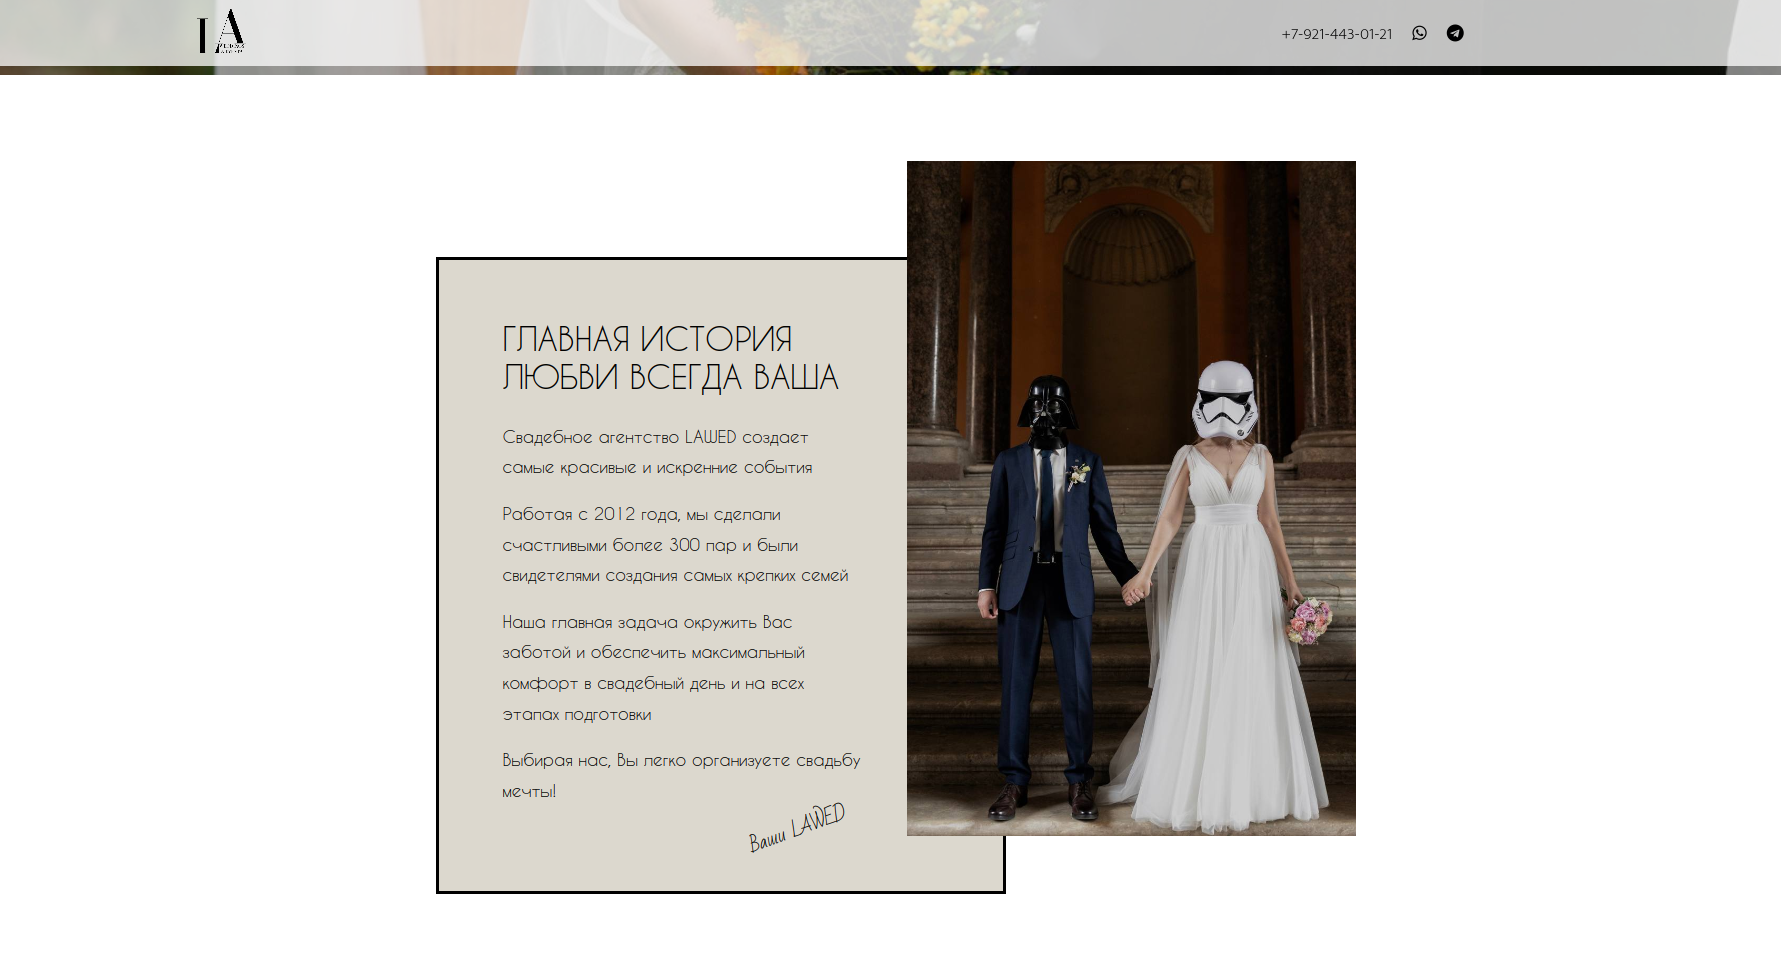 LA
+7-921-443-01-21
ГЛАВНАЯ ИСТОРИЯ
ЛЮБВИ ВСЕГДА ВАША
Свадебное агентство LAWED создает
самые красивые и искренние события
Работая с 2012 года, мы сделали
счастливыми более 300 пар и были
свидетелями создания самых крепких семей
Наша главная задача окружить Вас
заботой и обеспечить максимальный
комфорт в свадебный день и на всех
этапах подготовки
Выбирая нас, Вы легко организуете свадьбу
мечты!
Ваши LAWED